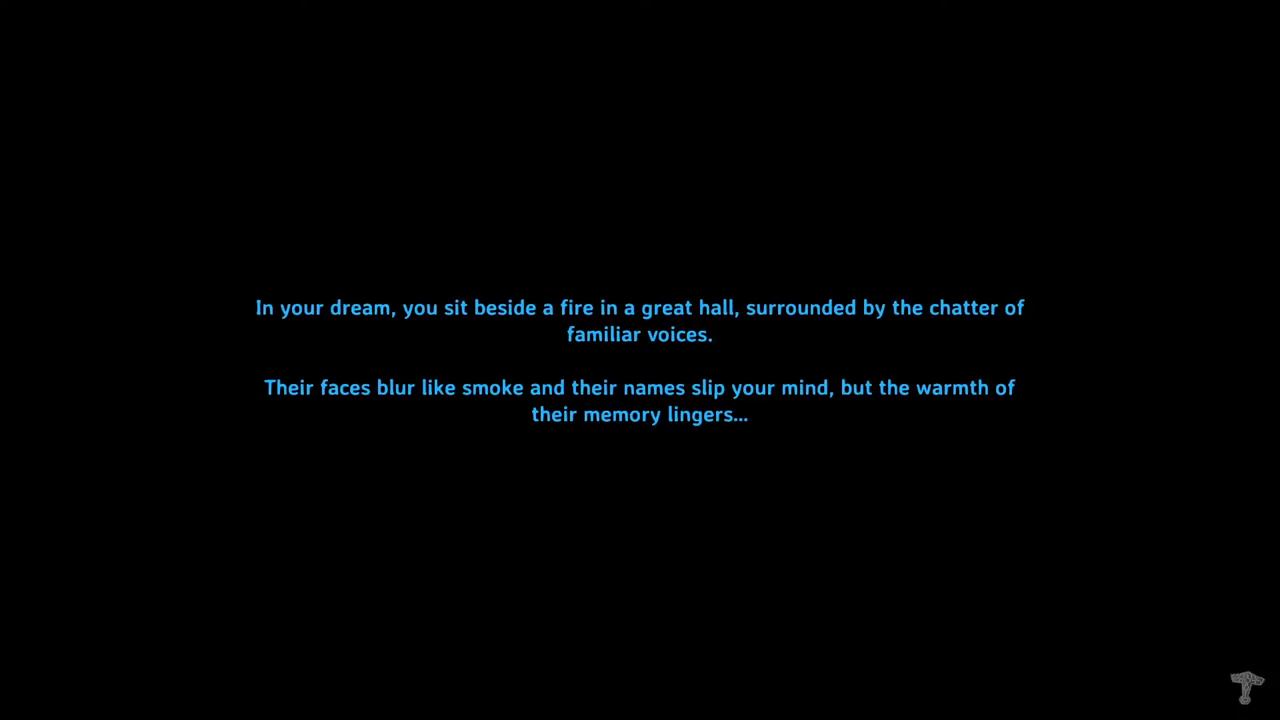 In your dream, you sit beside a fire in a great hall, surrounded by the chatter of
familiar voices.
Their faces blur like smoke and their names slip your mind, but the warmth of
their memory lingers...